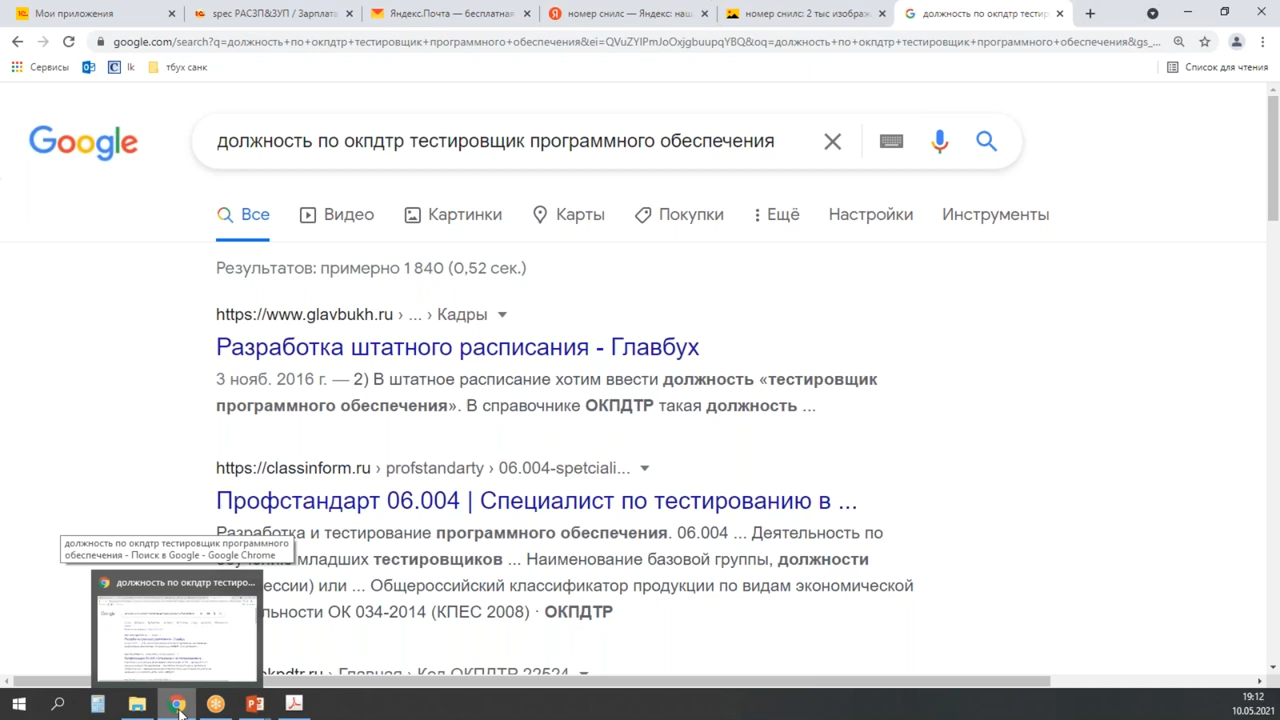 Мои приложения
spec РАСЗП&ЗУП / Зарплата
Яндекс.Почта — бесплатная
номер снилс — Яндекс: наш
номер снилс: 2 тыс изображ
должность по окпдтр тестир
google.com/search?q=должность+по+окпдтр+тестировщик+программного+обеспечения&ei=QVuZYIPmJoOxjgbuupqYBQ&oq=должность+по+окпдтр+тестировщик+программного+обеспечения&gs_...
Сервисы
lk
тбух санк
Список для чтения
Google
должность по окпдтр тестировщик программного обеспечения
Все
Видео
Картинки
Карты
Покупки
Ещё
Настройки
Инструменты
Результатов: примерно 1 840 (0,52 сек.)
https://www.glavbukh.ru › ... › Кадры
Разработка штатного расписания - Главбух
3 нояб. 2016 г. — 2) В штатное расписание хотим ввести должность «тестировщик
программного обеспечения». В справочнике ОКПДТР такая должность ...
https://classinform.ru › profstandarty › 06.004-spetciali...
Профстандарт 06.004 | Специалист по тестированию в ...
Разработка и тестирование программного обеспечения. 06.004 ... Деятельность по
младших тестировщиков ... Наименование базовой группы, должности
ессии) или ... Общероссийский классификатор продукции по видам экономической
льности ОК 034-2014 (КПЕС 2008) · ОКПДТР
должность по окпдтр тестировщик программного
обеспечения - Поиск в Google - Google Chrome
должность по окпдтр тестиро...
19:12
10.05.2021